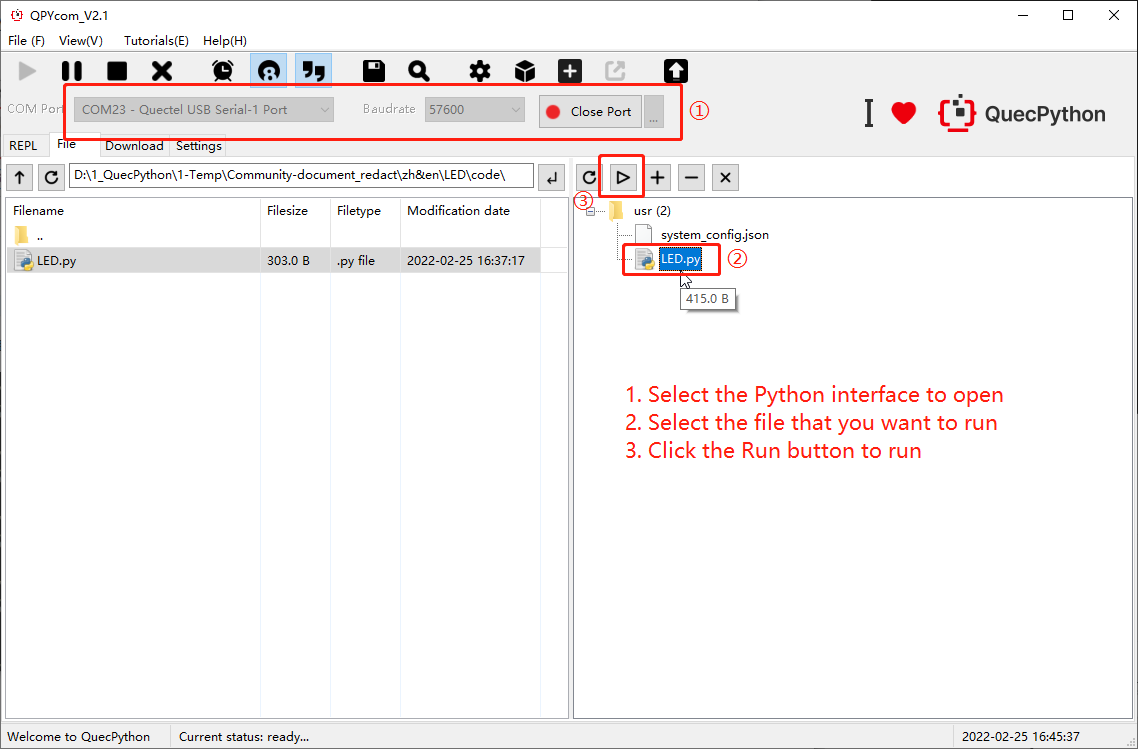 QPYcom_V2.1
File (F) View(V) Tutorials(E) Help(H)
COM Port COM23 - Quectel USB Serial-1 Port Baudrate 57600 Close Port ... ①
I QuecPython
REPL File Download Settings
D:\1_QuecPython\1-Temp\Community-document_redact\zh&en\LED\code\
③
Filename Filesize Filetype Modification date
..
LED.py 303.0 B .py file 2022-02-25 16:37:17
usr (2)
system_config.json
LED.py ②
415.0 B
1. Select the Python interface to open
2. Select the file that you want to run
3. Click the Run button to run
Welcome to QuecPython Current status: ready... 2022-02-25 16:45:37